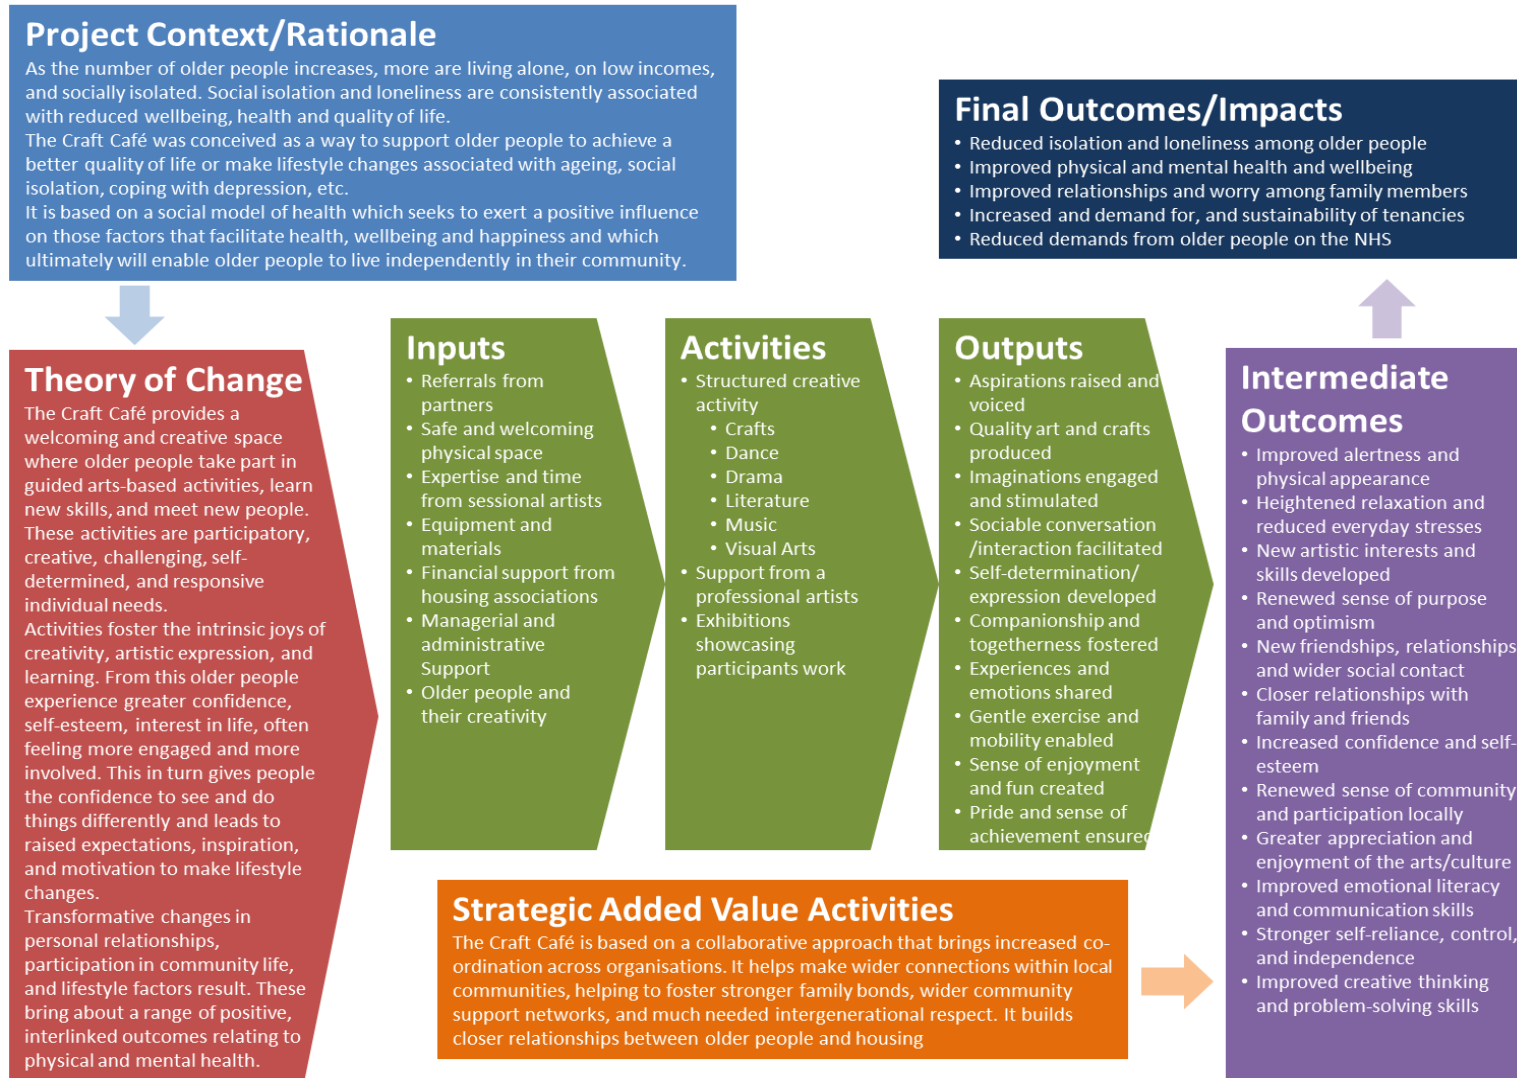 Project Context/Rationale
As the number of older people increases, more are living alone, on low incomes,
and socially isolated. Social isolation and loneliness are consistently associated
with reduced wellbeing, health and quality of life.
The Craft Café was conceived as a way to support older people to achieve a
better quality of life or make lifestyle changes associated with ageing, social
isolation, coping with depression, etc.
It is based on a social model of health which seeks to exert a positive influence
on those factors that facilitate health, wellbeing and happiness and which
ultimately will enable older people to live independently in their community.
Theory of Change
The Craft Café provides a
welcoming and creative space
where older people take part in
guided arts-based activities, learn
new skills, and meet new people.
These activities are participatory,
creative, challenging, self-
determined, and responsive
individual needs.
Activities foster the intrinsic joys of
creativity, artistic expression, and
learning. From this older people
experience greater confidence,
self-esteem, interest in life, often
feeling more engaged and more
involved. This in turn gives people
the confidence to see and do
things differently and leads to
raised expectations, inspiration,
and motivation to make lifestyle
changes.
Transformative changes in
personal relationships,
participation in community life,
and lifestyle factors result. These
bring about a range of positive,
interlinked outcomes relating to
physical and mental health.
Inputs
• Referrals from
partners
• Safe and welcoming
physical space
• Expertise and time
from sessional artists
• Equipment and
materials
• Financial support from
housing associations
• Managerial and
administrative
Support
• Older people and
their creativity
Activities
• Structured creative
activity
• Crafts
• Dance
• Drama
• Literature
• Music
• Visual Arts
• Support from a
professional artists
• Exhibitions
showcasing
participants work
Outputs
• Aspirations raised and
voiced
• Quality art and crafts
produced
• Imaginations engaged
and stimulated
• Sociable conversation
/interaction facilitated
• Self-determination/
expression developed
• Companionship and
togetherness fostered
• Experiences and
emotions shared
• Gentle exercise and
mobility enabled
• Sense of enjoyment
and fun created
• Pride and sense of
achievement ensured
Strategic Added Value Activities
The Craft Café is based on a collaborative approach that brings increased co-
ordination across organisations. It helps make wider connections within local
communities, helping to foster stronger family bonds, wider community
support networks, and much needed intergenerational respect. It builds
closer relationships between older people and housing
Intermediate
Outcomes
• Improved alertness and
physical appearance
• Heightened relaxation and
reduced everyday stresses
• New artistic interests and
skills developed
• Renewed sense of purpose
and optimism
• New friendships, relationships
and wider social contact
• Closer relationships with
family and friends
• Increased confidence and self-
esteem
• Renewed sense of community
and participation locally
• Greater appreciation and
enjoyment of the arts/culture
• Improved emotional literacy
and communication skills
• Stronger self-reliance, control,
and independence
• Improved creative thinking
and problem-solving skills
Final Outcomes/Impacts
• Reduced isolation and loneliness among older people
• Improved physical and mental health and wellbeing
• Improved relationships and worry among family members
• Increased and demand for, and sustainability of tenancies
• Reduced demands from older people on the NHS